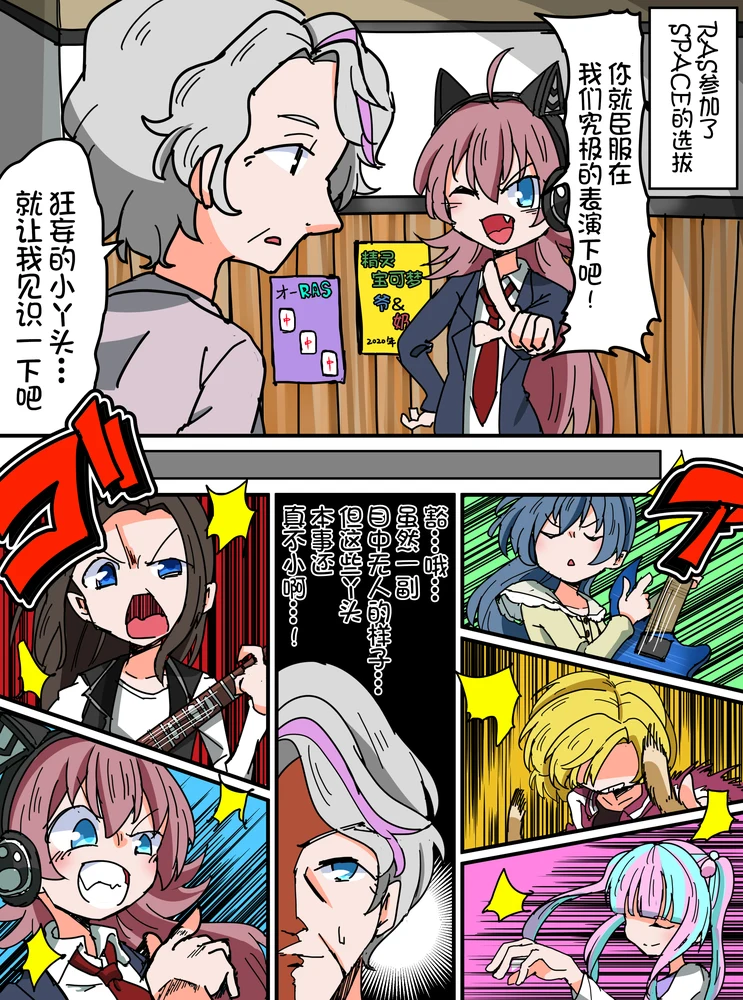 RAS参加了
SPACE的选拔
你就臣服在
我们究极的表演下吧！
狂妄的小丫头…
就让我见识一下吧
オーRAS
中
中
中
精灵
宝可梦
爷&
奶
2020年
豁…哦…
虽然一副
目中无人的样子…
但这些丫头
本事还
真不小啊…！